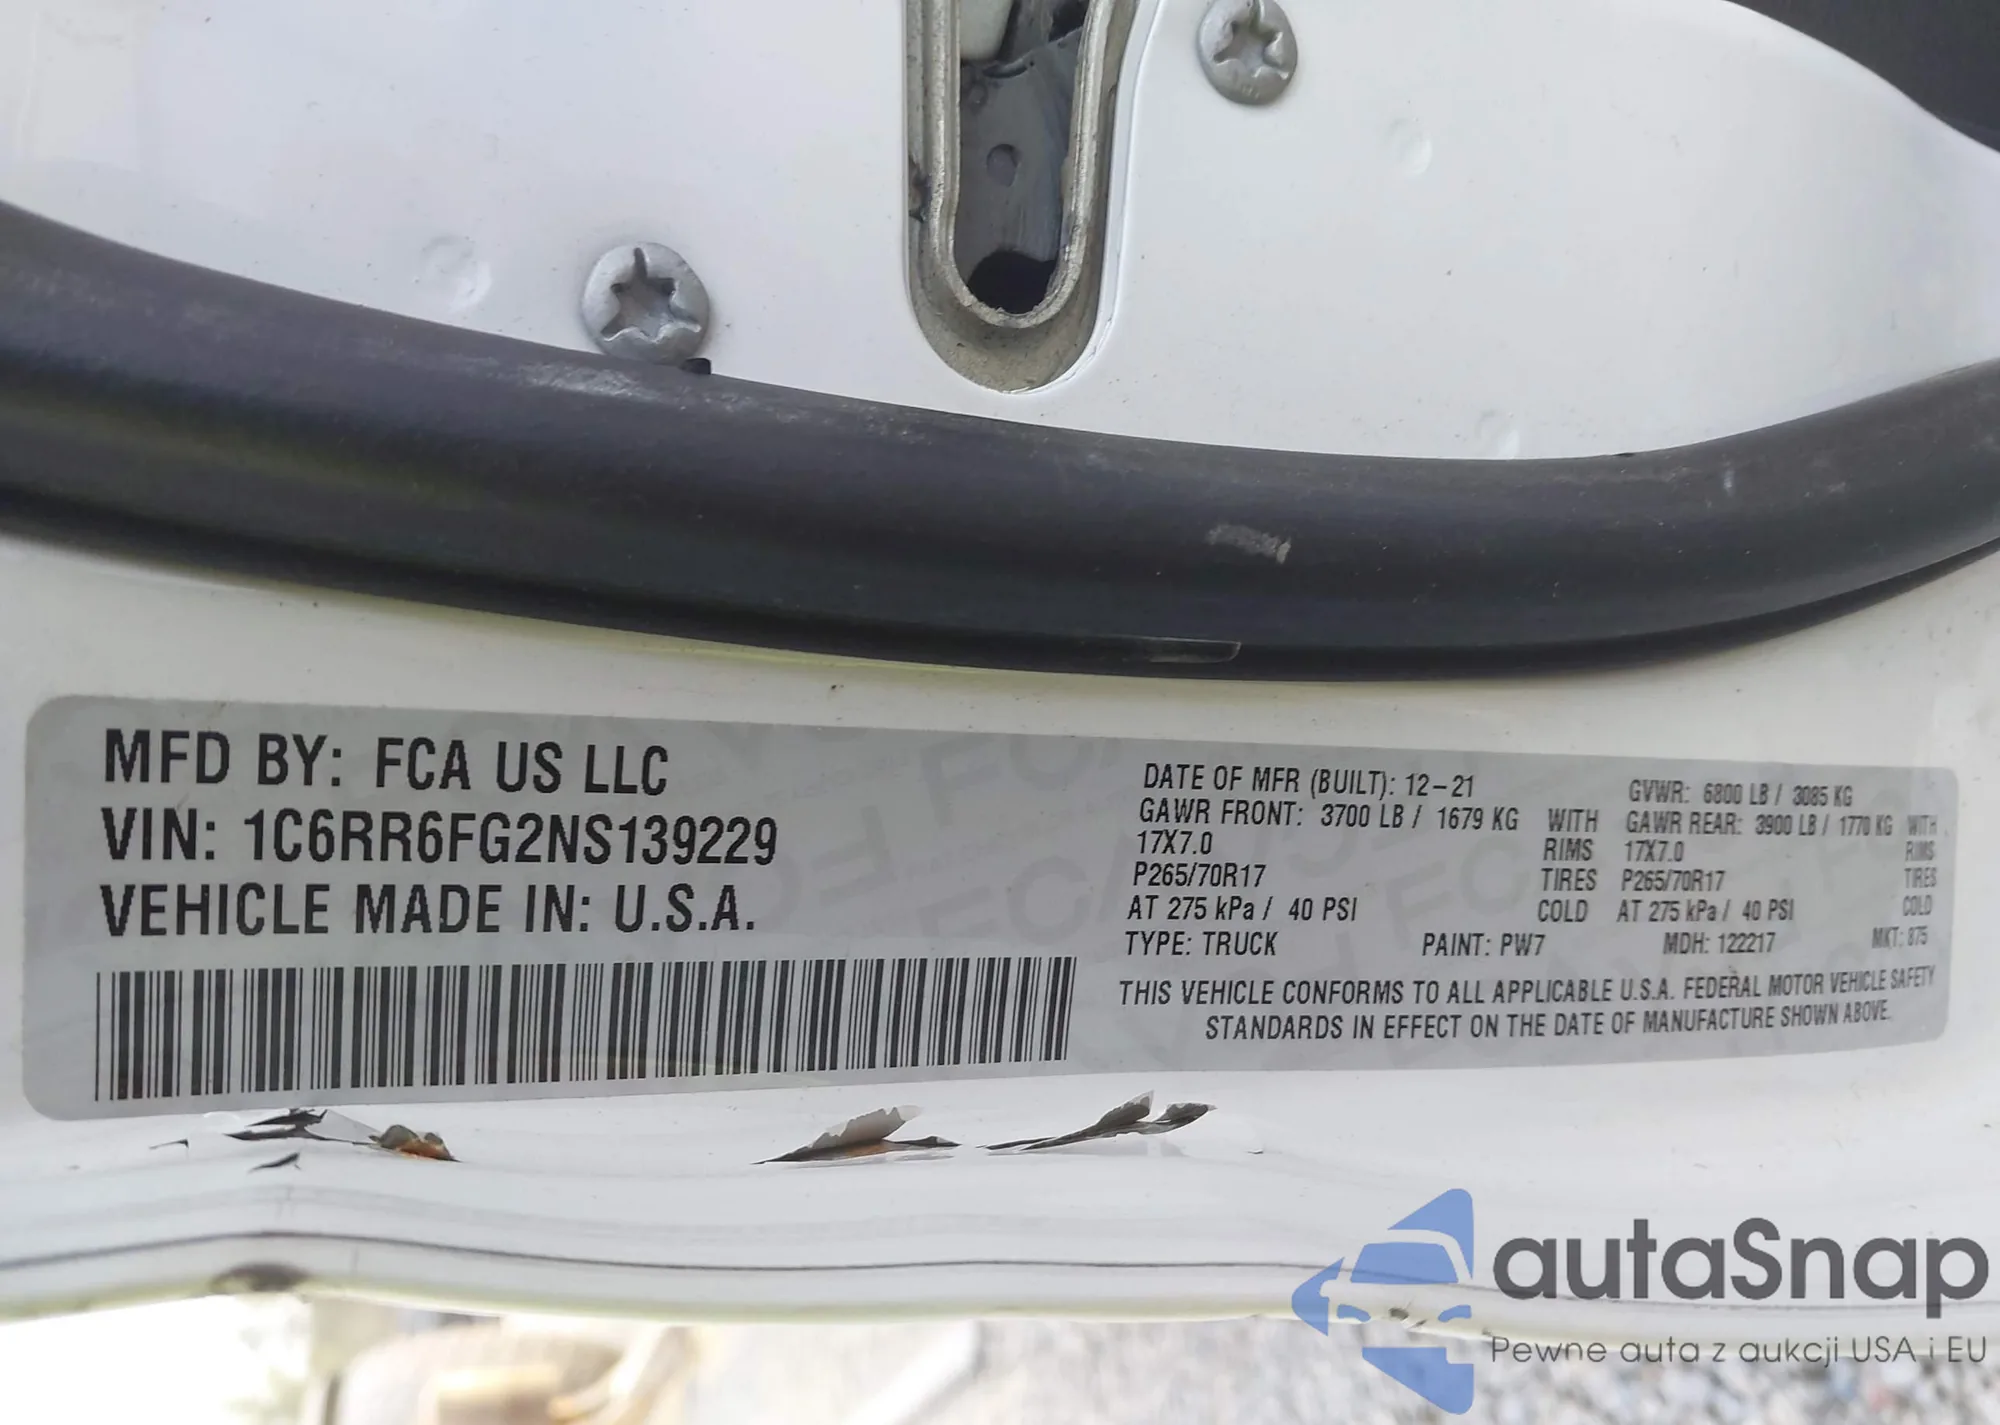 MFD BY: FCA US LLC
VIN: 1C6RR6FG2NS139229
VEHICLE MADE IN: U.S.A.
DATE OF MFR (BUILT): 12-21 GVWR: 6800 LB / 3085 KG
GAWR FRONT: 3700 LB / 1679 KG WITH GAWR REAR: 3900 LB / 1770 KG WITH
17X7.0 RIMS 17X7.0 RIMS
P265/70R17 TIRES P265/70R17 TIRES
AT 275 kPa / 40 PSI COLD AT 275 kPa / 40 PSI COLD
TYPE: TRUCK PAINT: PW7 MDH: 122217 MKT: 875
THIS VEHICLE CONFORMS TO ALL APPLICABLE U.S.A. FEDERAL MOTOR VEHICLE SAFETY
STANDARDS IN EFFECT ON THE DATE OF MANUFACTURE SHOWN ABOVE.
autaSnap
Pewne auta z aukcji USA i EU